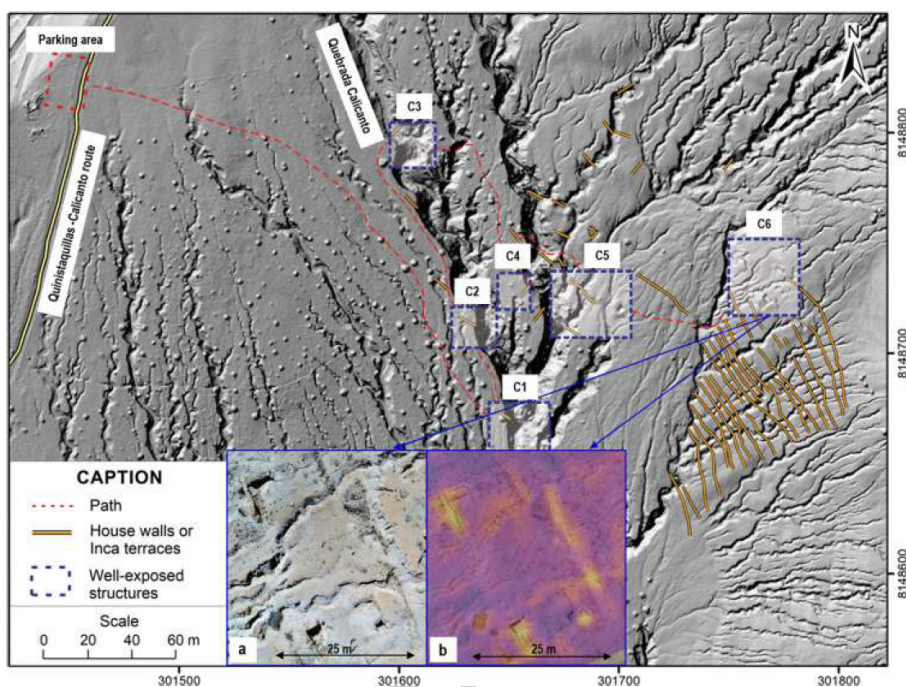 Parking area
Quinistaquillas -Calicanto route
Quebrada Calicanto
N
C3
C6
C4
C5
C2
C1
8148800
8148700
8148600
CAPTION
Path
House walls or
Inca terraces
Well-exposed
structures
Scale
0 20 40 60 m
a
25 m
b
25 m
301500
301600
301700
301800